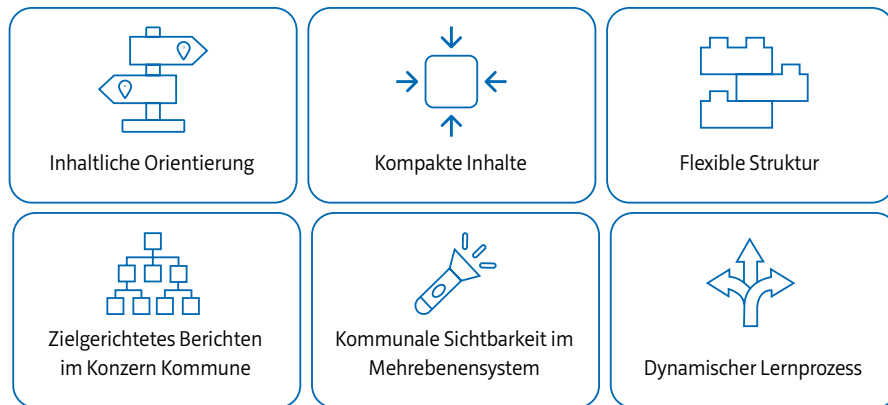 Inhaltliche Orientierung
Kompakte Inhalte
Flexible Struktur
Zielgerichtetes Berichten
im Konzern Kommune
Kommunale Sichtbarkeit im
Mehrebenensystem
Dynamischer Lernprozess